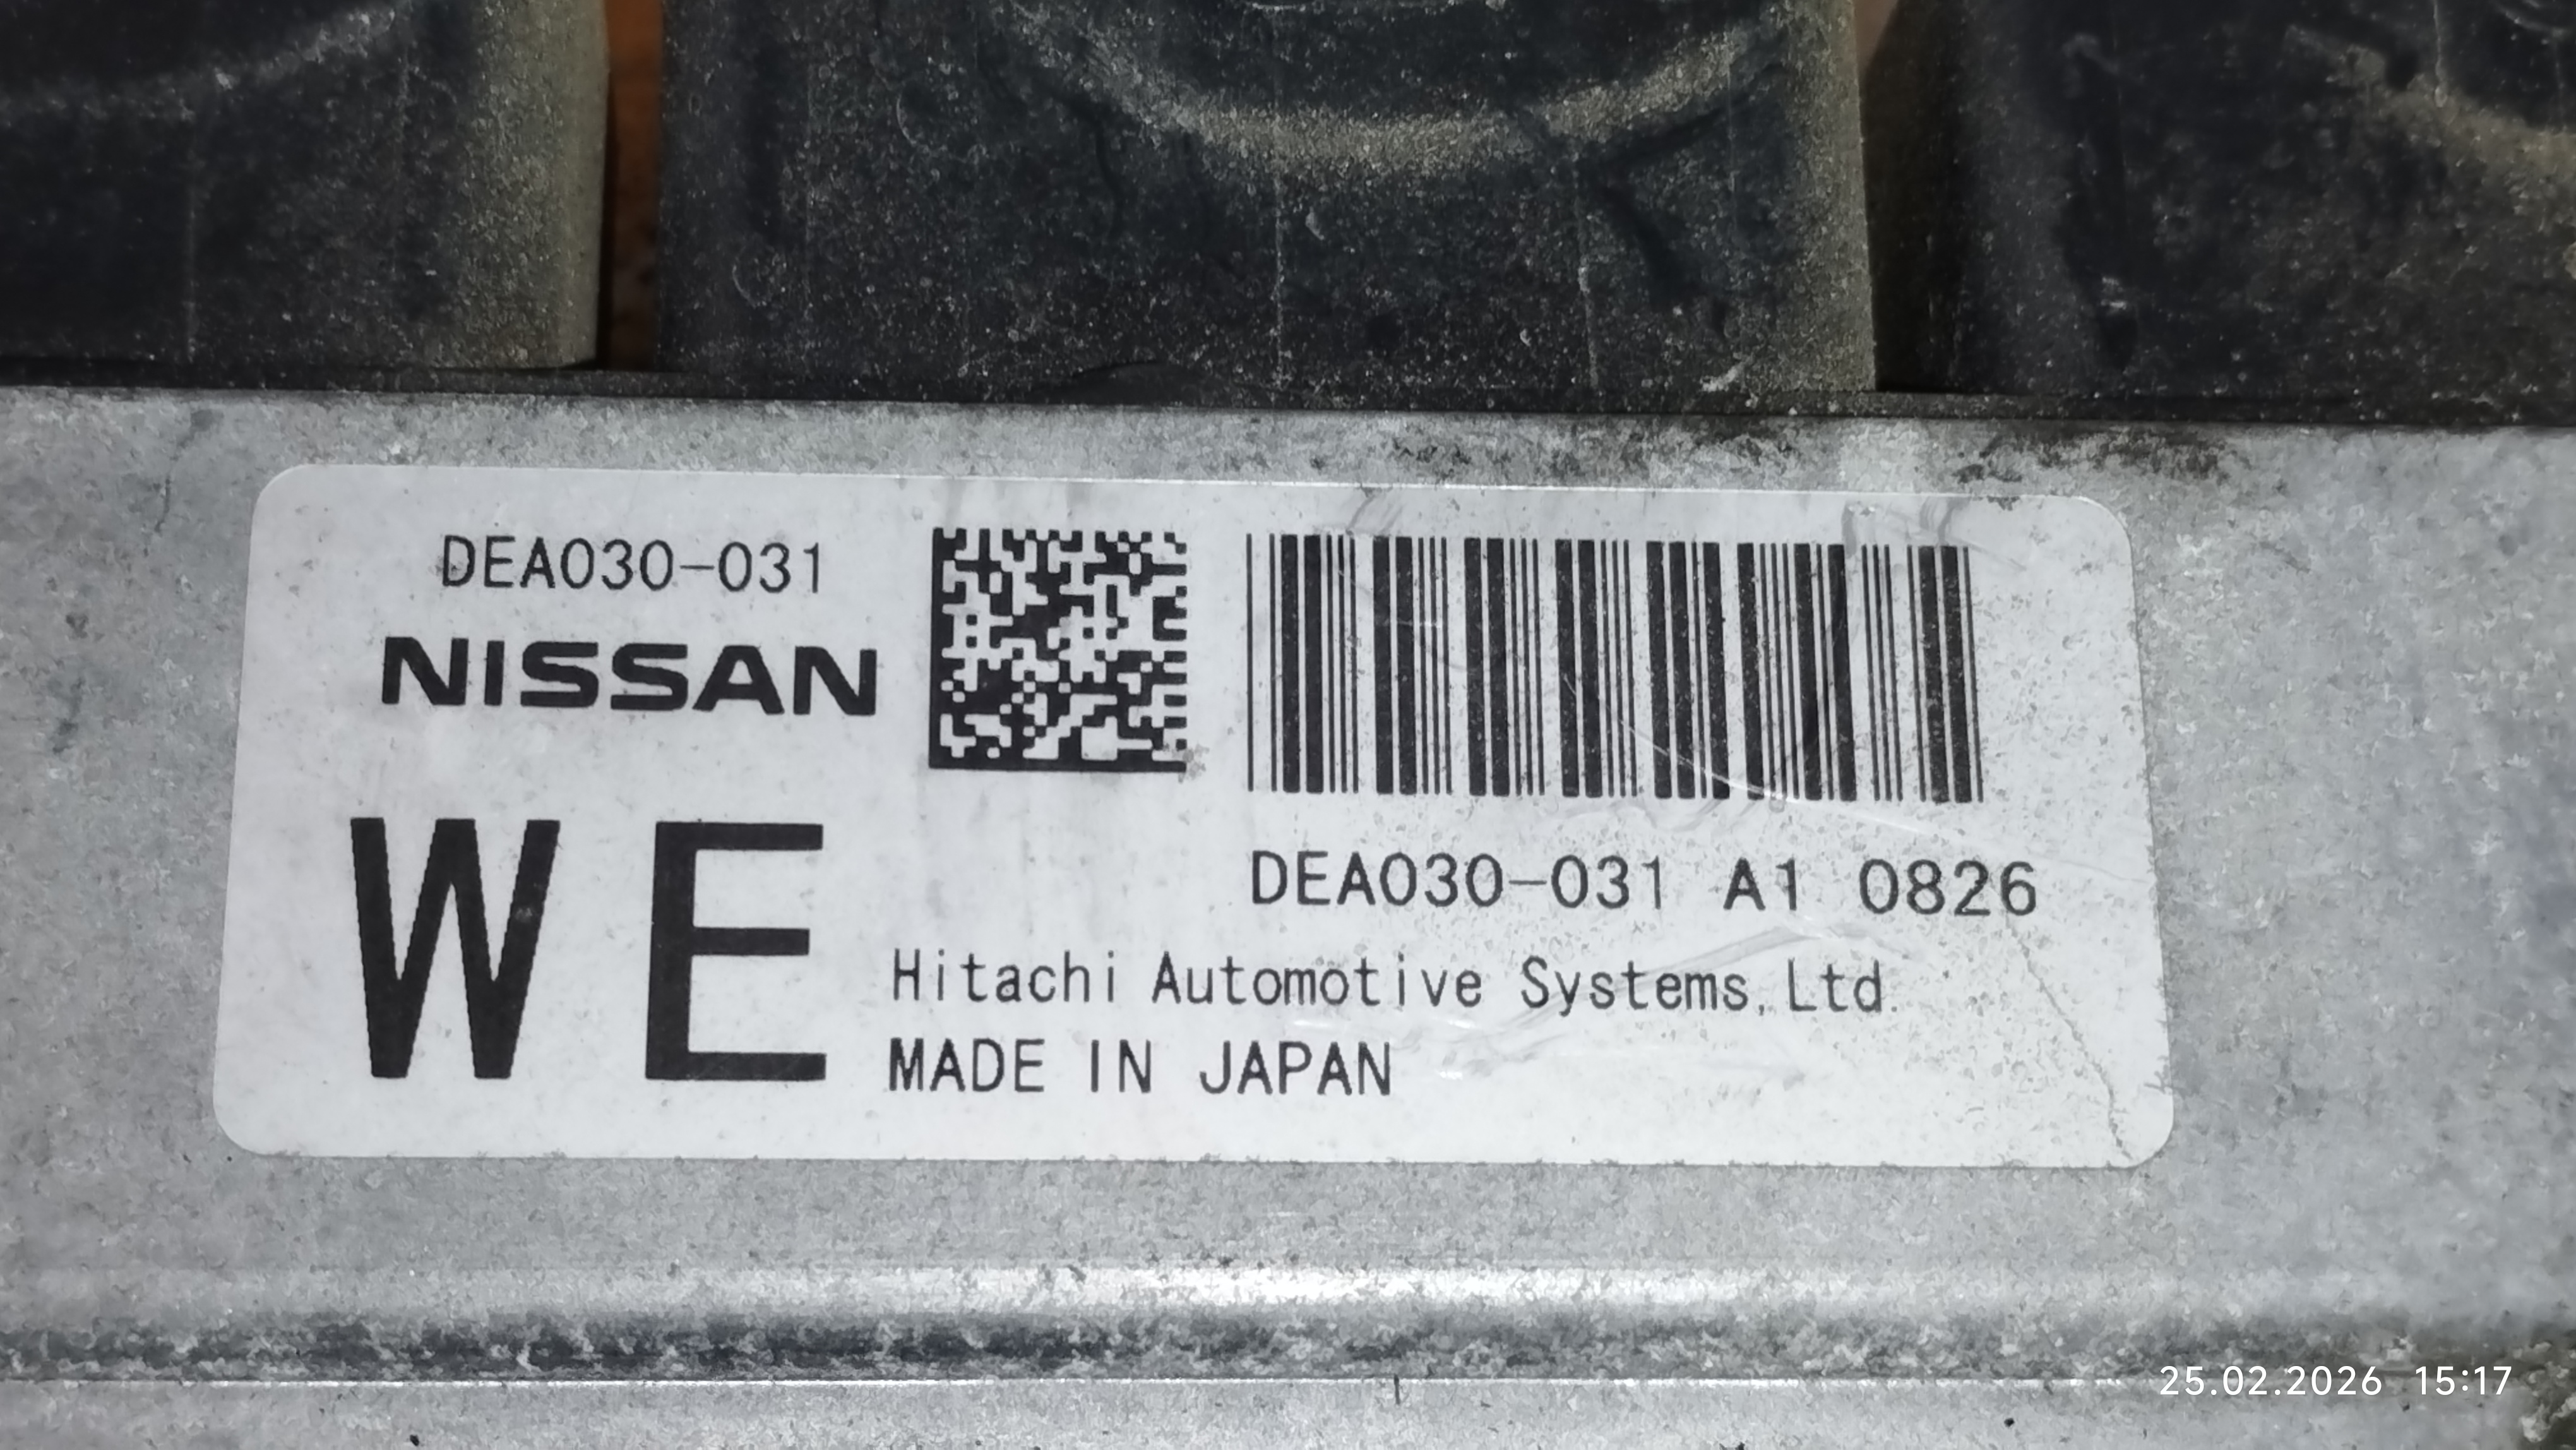 DEA030-031
NISSAN
WE
DEA030-031 A1 0826
Hitachi Automotive Systems,Ltd.
MADE IN JAPAN
25.02.2026 15:17